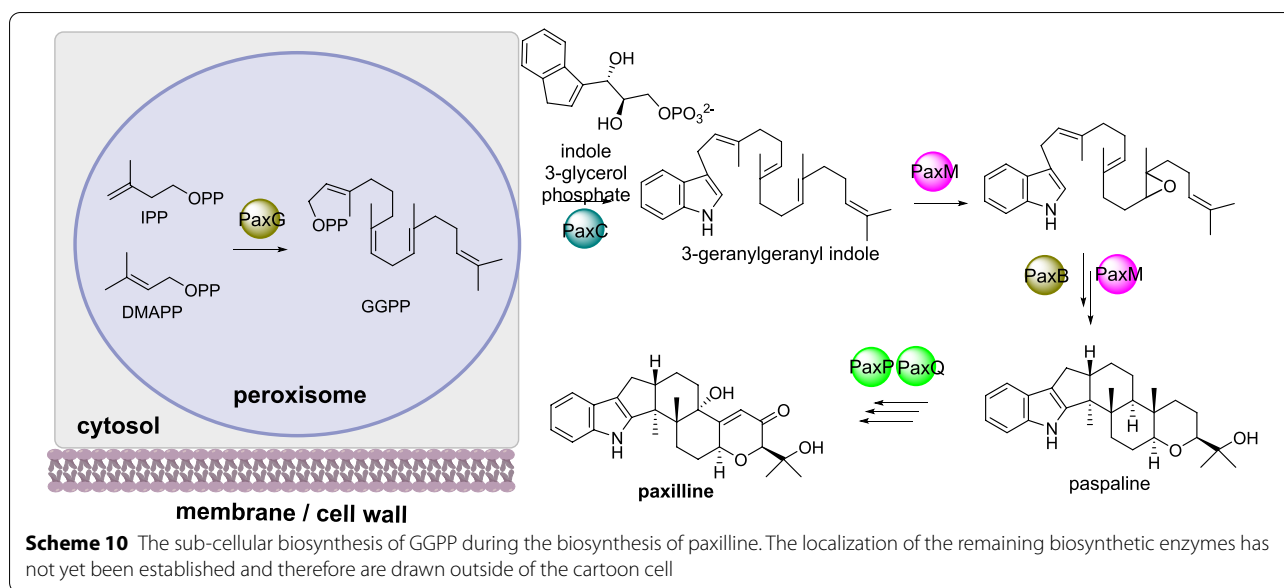 IPP
OPP
DMAPP
OPP
PaxG
OPP
GGPP
peroxisome
cytosol
membrane / cell wall
OH
OPO₃²⁻
HO
indole
3-glycerol
phosphate
PaxC
N
H
3-geranylgeranyl indole
PaxM
O
N
H
PaxB
PaxM
H
H
H
N
H
O
OH
paspaline
PaxP
PaxQ
H
OH
O
N
H
H
O
OH
paxilline
Scheme 10 The sub-cellular biosynthesis of GGPP during the biosynthesis of paxilline. The localization of the remaining biosynthetic enzymes has
not yet been established and therefore are drawn outside of the cartoon cell